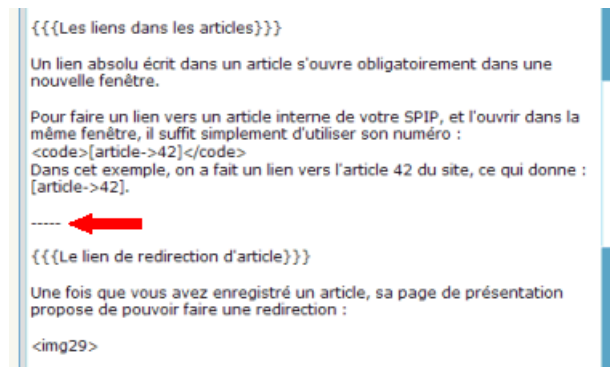 {{{Les liens dans les articles}}}
Un lien absolu écrit dans un article s'ouvre obligatoirement dans une
nouvelle fenêtre.
Pour faire un lien vers un article interne de votre SPIP, et l'ouvrir dans la
même fenêtre, il suffit simplement d'utiliser son numéro :
<code>[article->42]</code>
Dans cet exemple, on a fait un lien vers l'article 42 du site, ce qui donne :
[article->42].
-----
{{{Le lien de redirection d'article}}}
Une fois que vous avez enregistré un article, sa page de présentation
propose de pouvoir faire une redirection :
<img29>